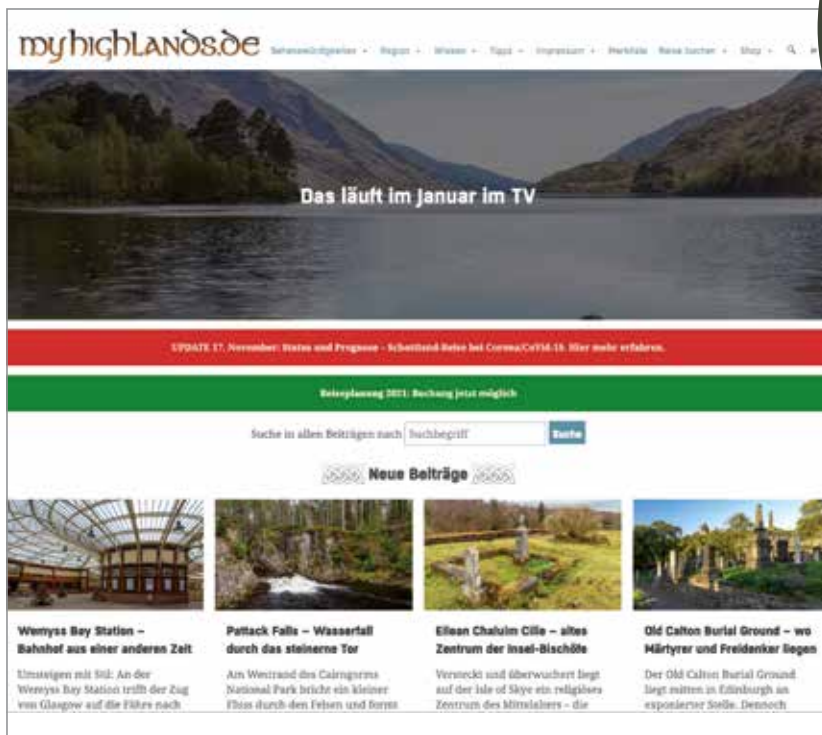 myhighlands.de
Sehenswürdigkeiten Region Wissen Tipps Impressum Merkliste Reise buchen Shop
Das läuft im Januar im TV
UPDATE 17. November: Status und Prognose - Schottland-Reise bei Corona/CoVid-19. Hier mehr erfahren.
Reiseplanung 2021: Buchung jetzt möglich
Suche in allen Beiträgen nach Suchbegriff Suche
Neue Beiträge
Wemyss Bay Station –
Bahnhof aus einer anderen Zeit
Umsteigen mit Stil: An der
Wemyss Bay Station trifft der Zug
von Glasgow auf die Fähre nach
Pattack Falls – Wasserfall
durch das steinerne Tor
Am Westrand des Cairngorms
National Park bricht ein kleiner
Fluss durch den Felsen und formt
Eilean Chaluim Cille – altes
Zentrum der Insel-Bischöfe
Versteckt und überwuchert liegt
auf der Isle of Skye ein religiöses
Zentrum des Mittelalters – die
Old Calton Burial Ground – wo
Märtyrer und Freidenker liegen
Der Old Calton Burial Ground
liegt mitten in Edinburgh an
exponierter Stelle. Dennoch